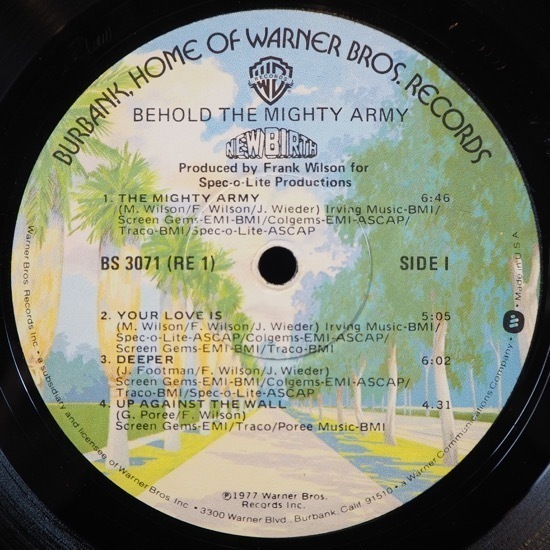 BURBANK, HOME OF WARNER BROS. RECORDS
WB
RECORDS
BEHOLD THE MIGHTY ARMY
NEW BIRTH
Produced by Frank Wilson for
Spec-o-Lite Productions
1. THE MIGHTY ARMY 6:46
(M. Wilson/F. Wilson/J. Wieder) Irving Music-BMI/
Screen Gems-EMI-BMI/Colgems-EMI-ASCAP/
Traco-BMI/Spec-o-Lite-ASCAP
BS 3071 (RE 1) SIDE I
2. YOUR LOVE IS 5:05
(M. Wilson/F. Wilson/J. Wieder) Irving Music-BMI/
Spec-o-Lite-ASCAP/Colgems-EMI-ASCAP/
Screen Gems-EMI-BMI/Traco-BMI
3. DEEPER 6:02
(J. Footman/F. Wilson/J. Wieder)
Screen Gems-EMI-BMI/Colgems-EMI-ASCAP/
Traco-BMI/Spec-o-Lite-ASCAP
4. UP AGAINST THE WALL 4:31
(G. Poree/F. Wilson)
Screen Gems-EMI/Traco/Poree Music-BMI
℗1977 Warner Bros.
Records Inc.
Warner Bros. Records Inc. • a subsidiary and licensee of Warner Bros. Inc. • 3300 Warner Blvd., Burbank, Calif. 91510 • a Warner Communications Company • Made in U.S.A.